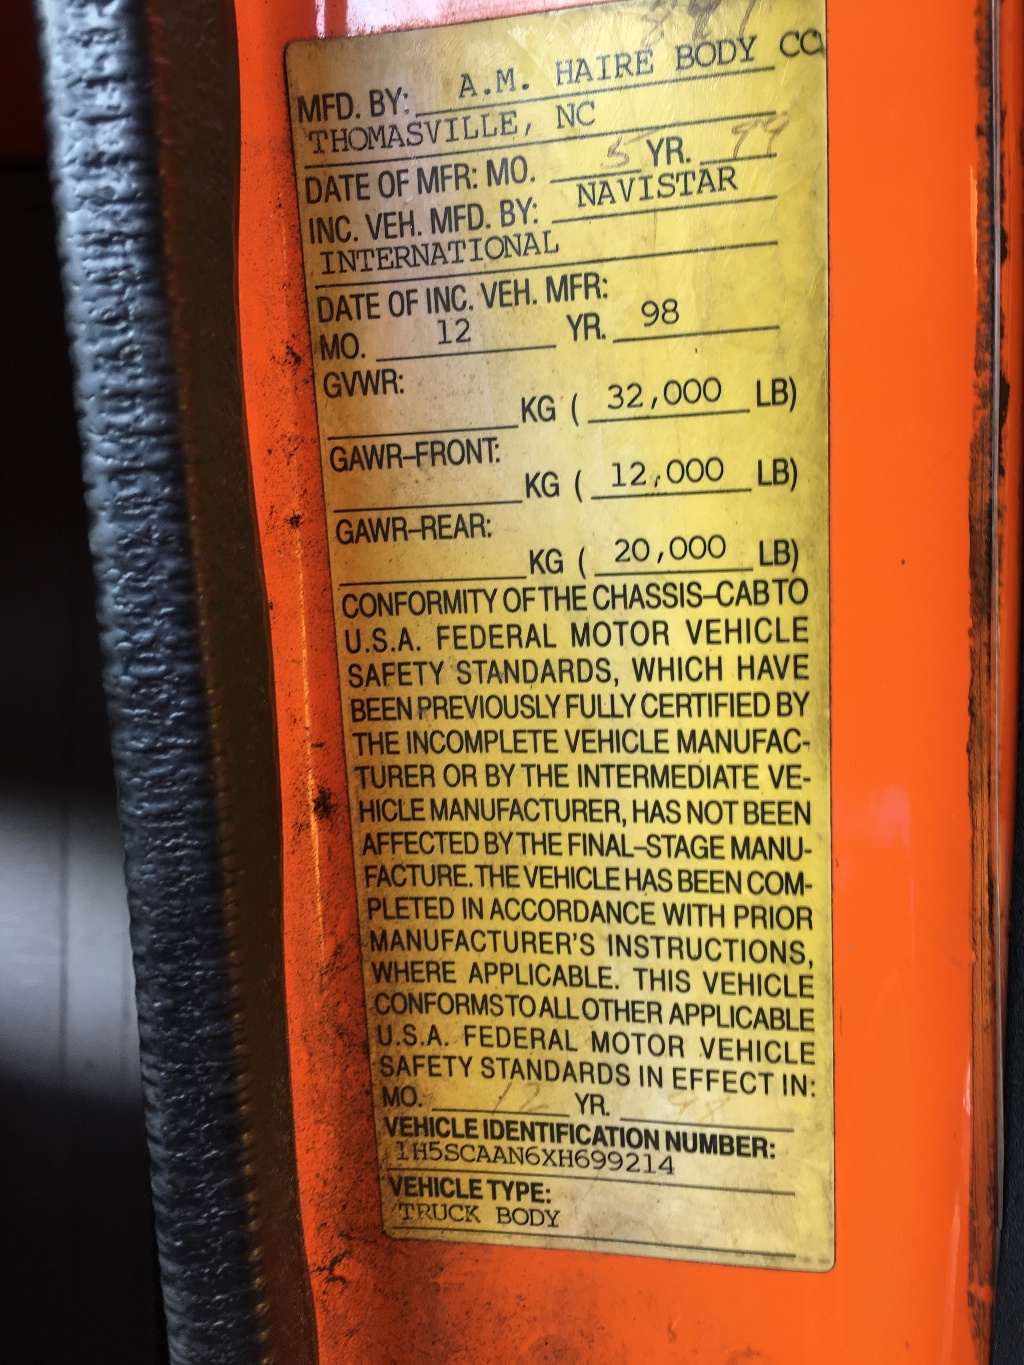 MFD. BY: A.M. HAIRE BODY CO
THOMASVILLE, NC
DATE OF MFR: MO. 5 YR. 99
INC. VEH. MFD. BY: NAVISTAR
INTERNATIONAL
DATE OF INC. VEH. MFR:
MO. 12 YR. 98
GVWR:
KG ( 32,000 LB)
GAWR-FRONT:
KG ( 12,000 LB)
GAWR-REAR:
KG ( 20,000 LB)
CONFORMITY OF THE CHASSIS-CAB TO
U.S.A. FEDERAL MOTOR VEHICLE
SAFETY STANDARDS, WHICH HAVE
BEEN PREVIOUSLY FULLY CERTIFIED BY
THE INCOMPLETE VEHICLE MANUFAC-
TURER OR BY THE INTERMEDIATE VE-
HICLE MANUFACTURER, HAS NOT BEEN
AFFECTED BY THE FINAL-STAGE MANU-
FACTURE. THE VEHICLE HAS BEEN COM-
PLETED IN ACCORDANCE WITH PRIOR
MANUFACTURER'S INSTRUCTIONS,
WHERE APPLICABLE. THIS VEHICLE
CONFORMS TO ALL OTHER APPLICABLE
U.S.A. FEDERAL MOTOR VEHICLE
SAFETY STANDARDS IN EFFECT IN:
MO. 12 YR. 98
VEHICLE IDENTIFICATION NUMBER:
1H5SCAAN6XH699214
VEHICLE TYPE:
TRUCK BODY